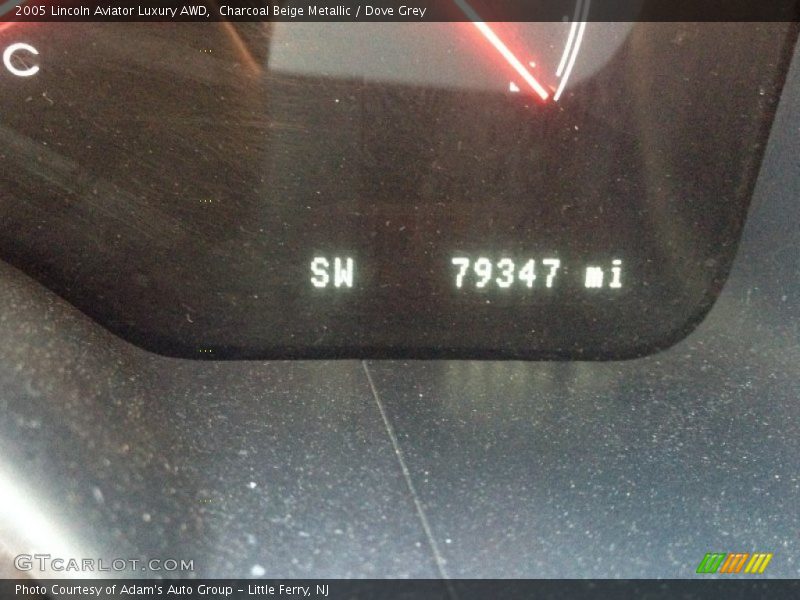 2005 Lincoln Aviator Luxury AWD,  Charcoal Beige Metallic / Dove Grey
C
SW 79347 mi
GTCARLOT.COM
Photo Courtesy of Adam's Auto Group - Little Ferry, NJ